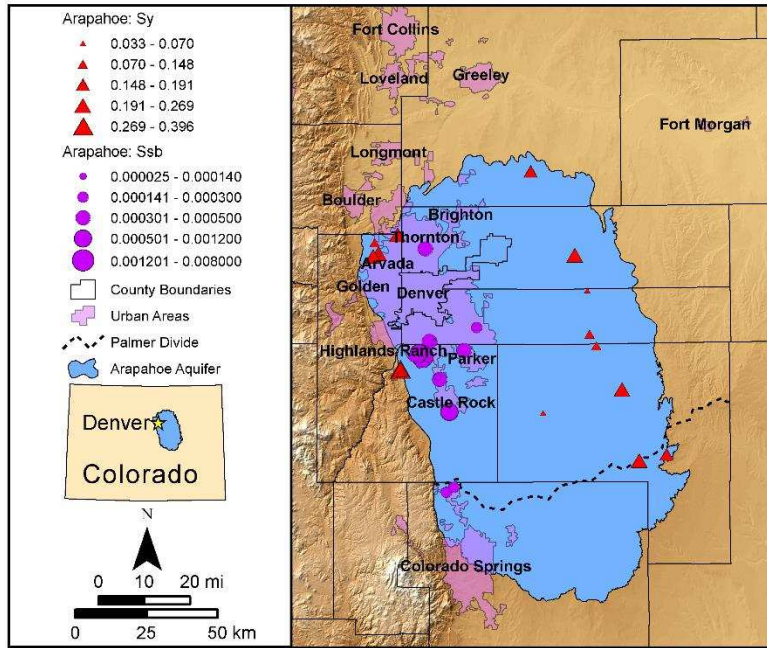 Arapahoe: Sy
0.033 - 0.070
0.070 - 0.148
0.148 - 0.191
0.191 - 0.269
0.269 - 0.396
Arapahoe: Ssb
0.000025 - 0.000140
0.000141 - 0.000300
0.000301 - 0.000500
0.000501 - 0.001200
0.001201 - 0.008000
County Boundaries
Urban Areas
Palmer Divide
Arapahoe Aquifer
Denver
Colorado
N
0 10 20 mi
0 25 50 km
Fort Collins
Loveland
Greeley
Fort Morgan
Longmont
Boulder
Brighton
Thornton
Arvada
Golden
Denver
Highlands Ranch
Parker
Castle Rock
Colorado Springs